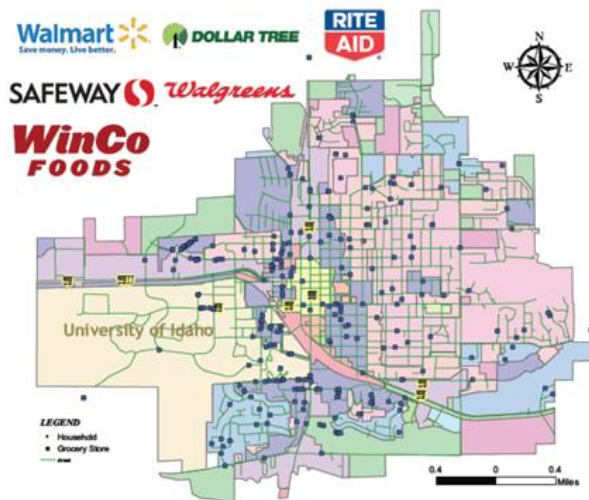 Walmart
Save money. Live better.
DOLLAR TREE
RITE
AID
SAFEWAY
Walgreens
WinCo
FOODS
N
W E
S
University of Idaho
LEGEND
Household
Grocery Store
street
0.4 0 0.4
Miles